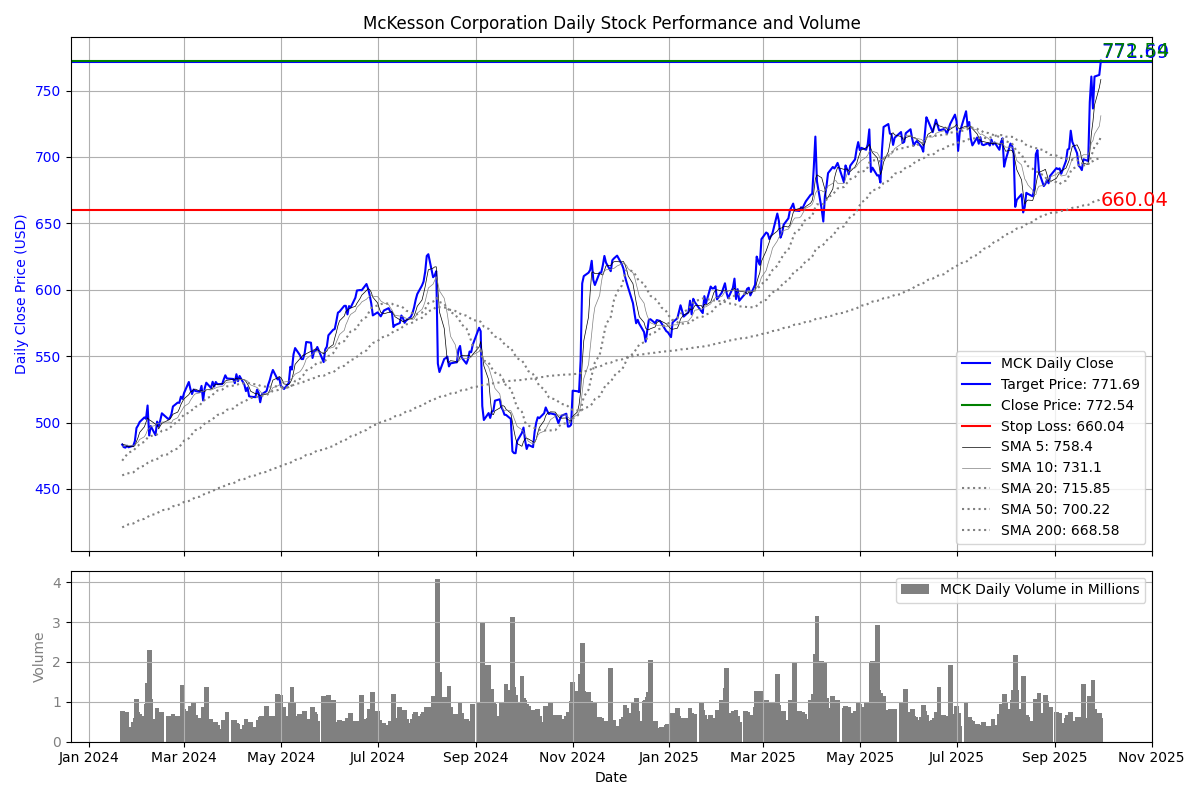 McKesson Corporation Daily Stock Performance and Volume
771.69
772.54
750
700
660.04
650
600
550
500
450
Daily Close Price (USD)
MCK Daily Close
Target Price: 771.69
Close Price: 772.54
Stop Loss: 660.04
SMA 5: 758.4
SMA 10: 731.1
SMA 20: 715.85
SMA 50: 700.22
SMA 200: 668.58
4
3
2
1
0
Volume
MCK Daily Volume in Millions
Jan 2024 Mar 2024 May 2024 Jul 2024 Sep 2024 Nov 2024 Jan 2025 Mar 2025 May 2025 Jul 2025 Sep 2025 Nov 2025
Date